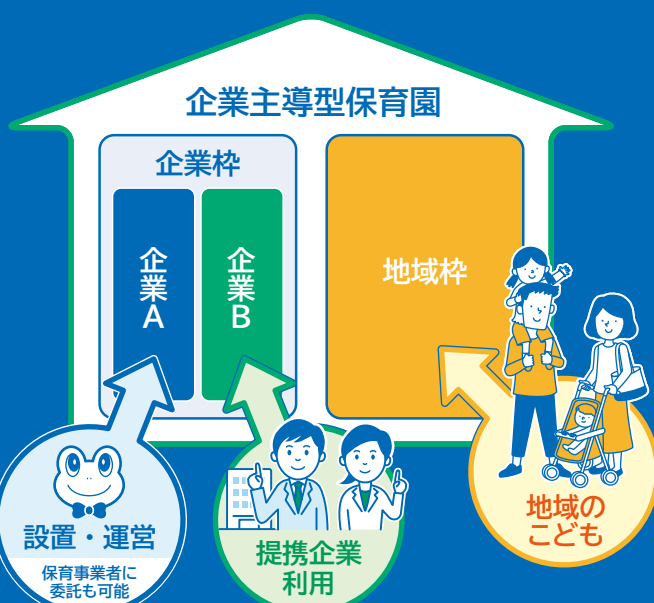 企業主導型保育園
企業枠
企業A
企業B
地域枠
設置・運営
保育事業者に
委託も可能
提携企業
利用
地域の
こども